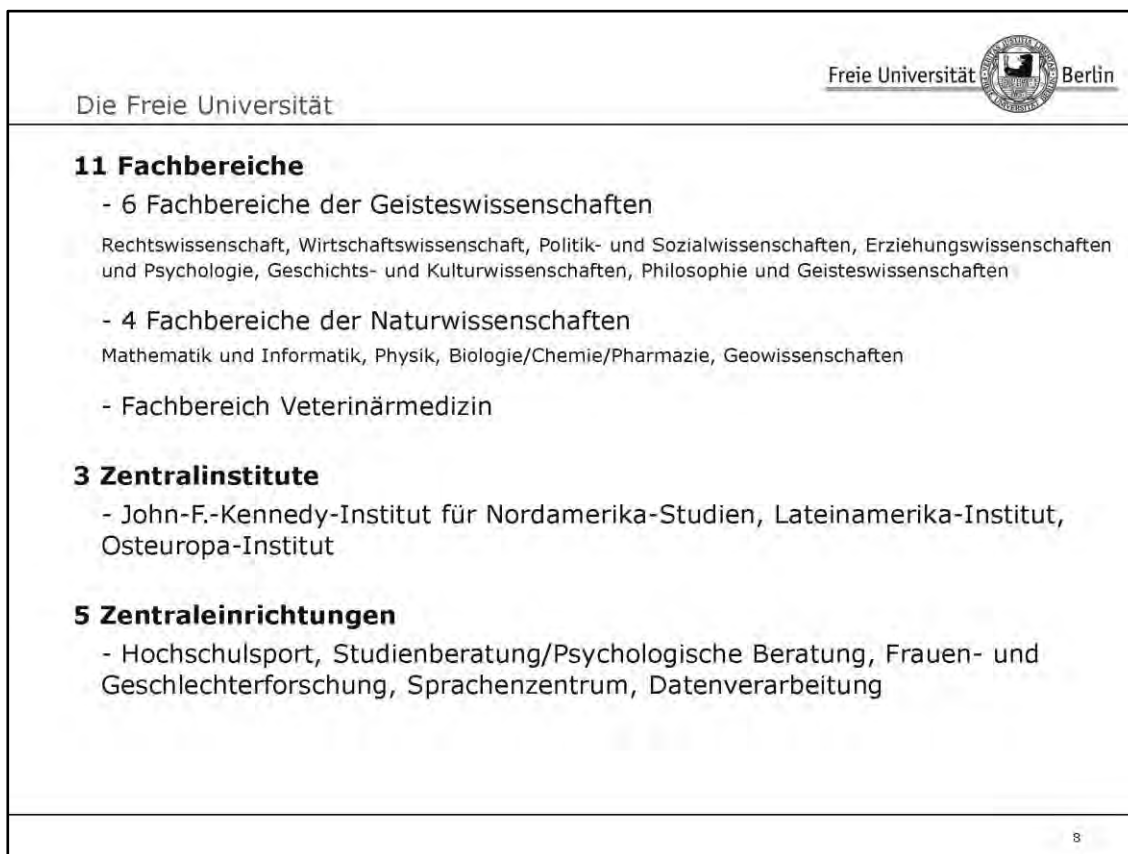 Freie Universität Berlin
Die Freie Universität
11 Fachbereiche
- 6 Fachbereiche der Geisteswissenschaften
Rechtswissenschaft, Wirtschaftswissenschaft, Politik- und Sozialwissenschaften, Erziehungswissenschaften
und Psychologie, Geschichts- und Kulturwissenschaften, Philosophie und Geisteswissenschaften
- 4 Fachbereiche der Naturwissenschaften
Mathematik und Informatik, Physik, Biologie/Chemie/Pharmazie, Geowissenschaften
- Fachbereich Veterinärmedizin
3 Zentralinstitute
- John-F.-Kennedy-Institut für Nordamerika-Studien, Lateinamerika-Institut,
Osteuropa-Institut
5 Zentraleinrichtungen
- Hochschulsport, Studienberatung/Psychologische Beratung, Frauen- und
Geschlechterforschung, Sprachenzentrum, Datenverarbeitung
8